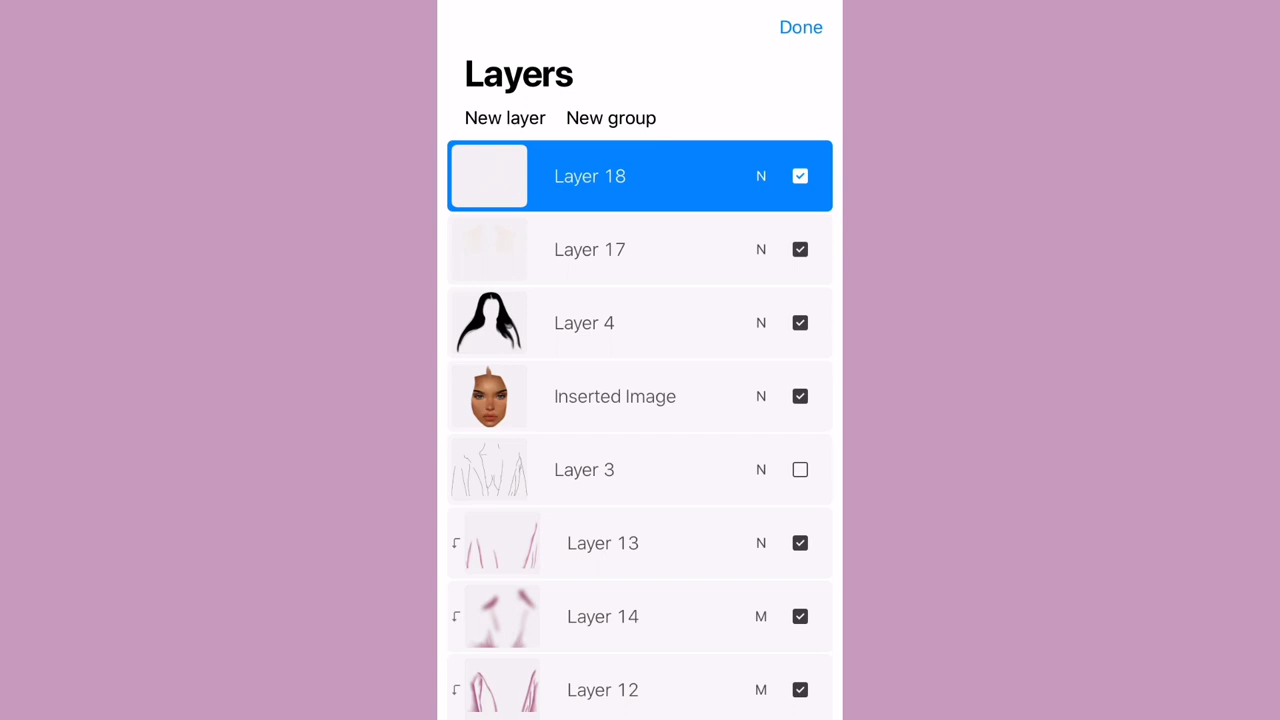 Done
Layers
New layer New group
Layer 18 N
Layer 17 N
Layer 4 N
Inserted Image N
Layer 3 N
Layer 13 N
Layer 14 M
Layer 12 M